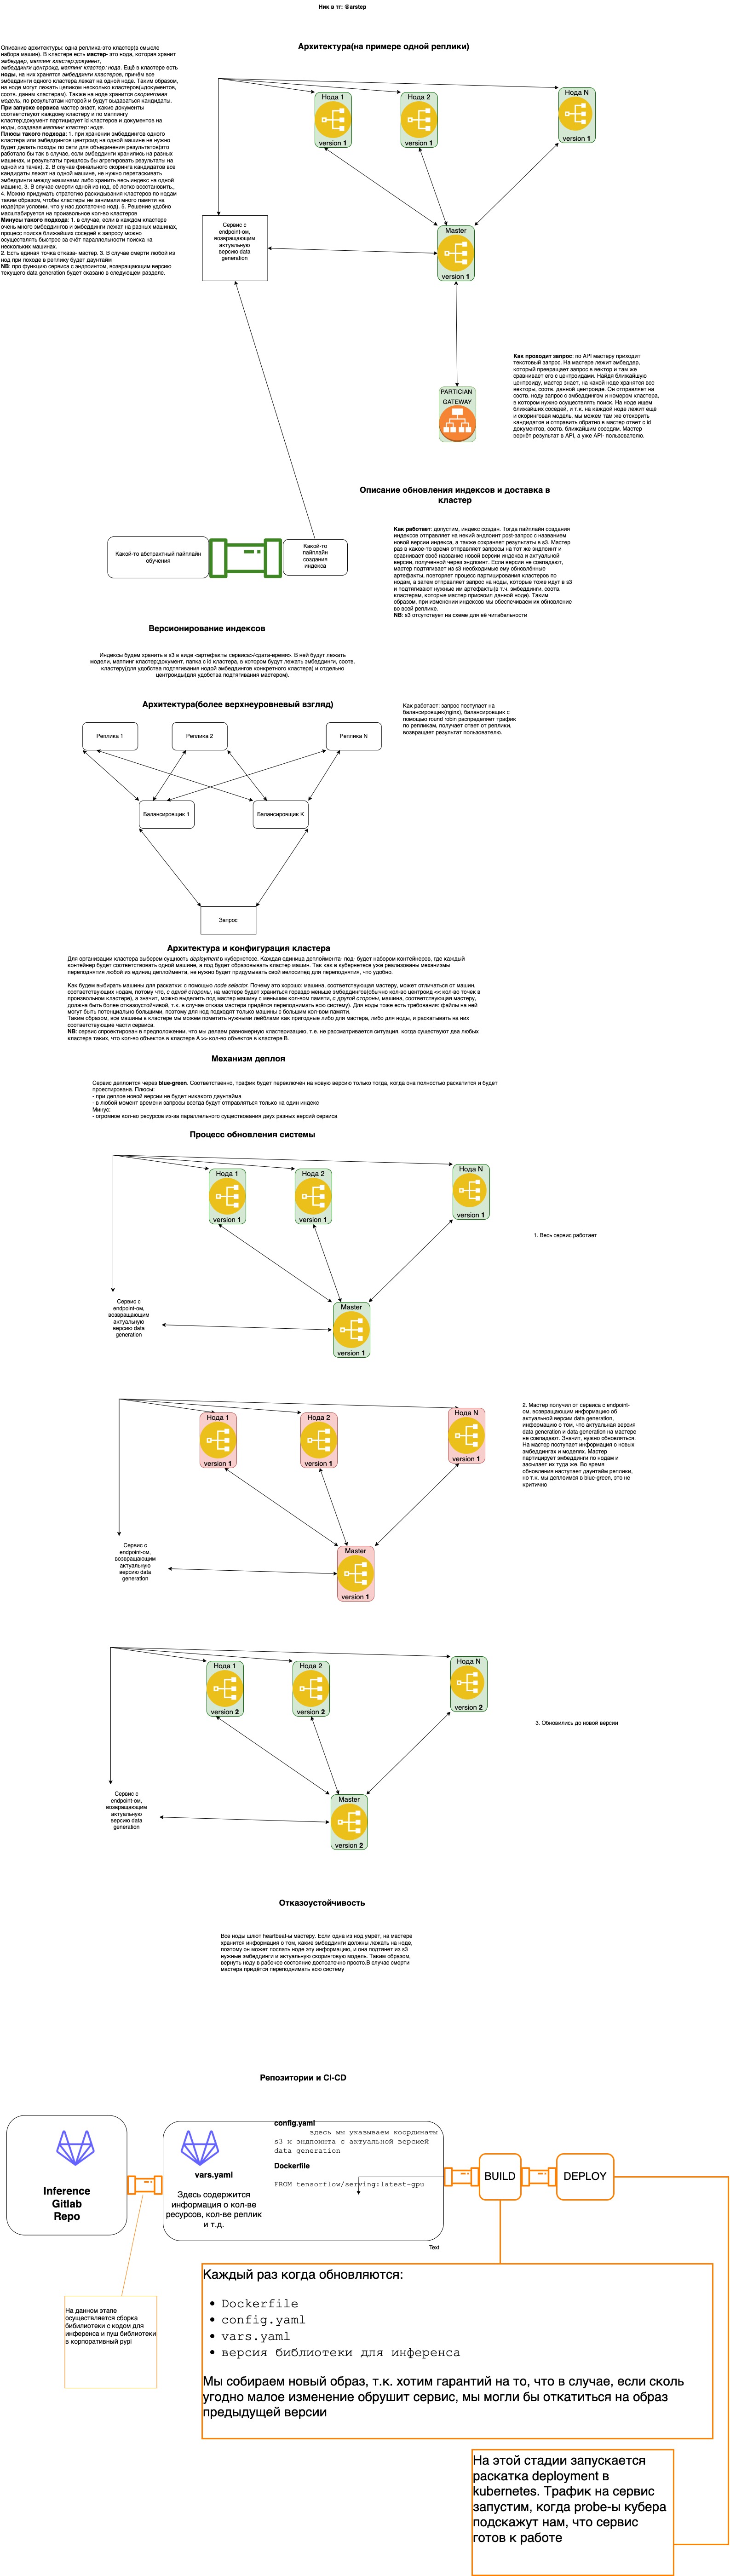 Ник в тг: @arstep
Архитектура(на примере одной реплики)
Описание архитектуры: одна реплика-это кластер(в смысле
набора машин). В кластере есть мастер- это нода, которая хранит
эмбеддер, маппинг кластер:документ,
эмбеддинги центроид, маппинг кластер: нода. Ещё в кластере есть
ноды, на них хранятся эмбеддинги кластеров, причём все
эмбеддинги одного кластера лежат на одной ноде. Таким образом,
на ноде могут лежать целиком несколько кластеров(=документов,
соотв. данным кластерам). Также на ноде хранится скоринговая
модель, по результатам которой и будут выдаваться кандидаты.
При запуске сервиса мастер знает, какие документы
соответствуют каждому кластеру и по маппингу
кластер:документ партицирует id кластеров и документов на
ноды, создавая маппинг кластер: нода.
Плюсы такого подхода: 1. при хранении эмбеддингов одного
кластера или эмбеддингов центроид на одной машине не нужно
будет делать походы по сети для объединения результатов(это
работало бы так в случае, если эмбеддинги хранились на разных
машинах, и результаты пришлось бы агрегировать результаты на
одной из тачек). 2. В случае финального скоринга кандидатов все
кандидаты лежат на одной машине, не нужно перетаскивать
эмбеддинги между машинами либо хранить весь индекс на одной
машине, 3. В случае смерти одной из нод, её легко восстановить.,
4. Можно придумать стратегию раскидывания кластеров по нодам
таким образом, чтобы кластеры не занимали много памяти на
ноде(при условии, что у нас достаточно нод). 5. Решение удобно
масштабируется на произвольное кол-во кластеров
Минусы такого подхода: 1. в случае, если в каждом кластере
очень много эмбеддингов и эмбеддинги лежат на разных машенах,
процесс поиска ближайших соседей к запросу можно
осуществлять быстрее за счёт параллельности поиска на
нескольких машинах.
2. Есть единая точка отказа- мастер. 3. В случае смерти любой из
нод при походе в реплику будет даунтайм
NB: про функцию сервиса с эндпоинтом, возвращающим версию
текущего data generation будет сказано в следующем разделе.
Нода 1
version 1
Нода 2
version 1
Нода N
version 1
Сервис с
endpoint-ом,
возвращающим
актуальную
версию data
generation
Master
version 1
PARTICIAN
GATEWAY
Как проходит запрос: по API мастеру приходит
текстовый запрос. На мастере лежит эмбеддер,
который превращает запрос в вектор и там же
сравнивает его с центроидами. Найдя ближайшую
центроиду, мастер знает, на какой ноде хранятся все
векторы, соотв. данной центроиде. Он отправляет на
соотв. ноду запрос с эмбеддингом и номером кластера,
в котором нужно осуществлять поиск. На ноде ищем
ближайших соседей, и т.к. на каждой ноде лежит ещё
и скоринговая модель, мы можем там же отскорить
кандидатов и отправить обратно в мастер ответ с id
документов, соотв. ближайшим соседям. Мастер
вернёт результат в API, а уже API- пользователю.
Описание обновления индексов и доставка в
кластер
Какой-то абстрактный пайплайн
обучения
Какой-то
пайплайн
создания
индекса
Как работает: допустим, индекс создан. Тогда пайплайн создания
индексов отправляет на некий эндпоинт post-запрос с названием
новой версии индекса, а также сохраняет результаты в s3. Мастер
раз в какое-то время отправляет запросы на тот же эндпоинт и
сравнивает своё название новой версии индекса и актуальной
версии, полученной через эндпоинт. Если версии не совпадают,
мастер подтягивает из s3 необходимые ему обновлённые
артефакты, повторяет процесс партицирования кластеров по
нодам, а затем отправляет запрос на ноды, которые тоже идут в s3
и подтягивают нужные им артефакты(в т.ч. эмбеддинги, соотв.
кластерам, которые мастер присвоил данной ноде). Таким
образом, при изменении индексов мы обеспечиваем их обновление
во всей реплике.
NB: s3 отсутствует на схеме для её читабельности
Версионирование индексов
Индексы будем хранить в s3 в виде <артефакты сервиса>/<дата-время>. В ней будут лежать
модели, маппинг кластер:документ, папка с id кластера, в котором будут лежать эмбеддинги, соотв.
кластеру(для удобства подтягивания нодой эмбеддингов конкретного кластера) и отдельно
центроиды(для удобства подтягивания мастером).
Архитектура(более верхнеуровневый взгляд)
Как работает: запрос поступает на
балансировщик(nginx), балансировщик с
помощью round robin распределяет трафик
по репликам, получает ответ от реплики,
возвращает результат пользователю.
Реплика 1
Реплика 2
Реплика N
Балансировщик 1
Балансировщик K
Запрос
Архитектура и конфигурация кластера
Для организации кластера выберем сущность deployment в кубернетесе. Каждая единица деплоймента- под- будет набором контейнеров, где каждый
контейнер будет соответствовать одной машине, а под будет образовывать кластер машин. Так как в кубернетесе уже реализованы механизмы
переподнятия любой из единиц деплоймента, не нужно будет придумывать свой велосипед для переподнятия, что удобно.
Как будем выбирать машины для раскатки: с помощью node selector. Почему это хорошо: машина, соответствующая мастеру, может отличаться от машин,
соответствующих нодам, потому что, с одной стороны, на мастере будет храниться гораздо меньше эмбеддингов(обычно кол-во центроид << кол-во точек в
произвольном кластере), а значит, можно выделить под мастер машину с меньшим кол-вом памяти, с другой стороны, машина, соответствующая мастеру,
должна быть более отказоустойчивой, т.к. в случае отказа мастера придётся переподнимать всю систему). Для ноды тоже есть требования: файлы на ней
могут быть потенциально большими, поэтому для нод подходят только машины с большим кол-вом памяти.
Таким образом, все машины в кластере мы можем пометить нужными лейблами как пригодные либо для мастера, либо для ноды, и раскатывать на них
соответствующие части сервиса.
NB: сервис спроектирован в предположении, что мы делаем равномерную кластеризацию, т.е. не рассматривается ситуация, когда существуют два любых
кластера таких, что кол-во объектов в кластере A >> кол-во объектов в кластере B.
Механизм деплоя
Сервис деплоится через blue-green. Соответственно, трафик будет переключён на новую версию только тогда, когда она полностью раскатится и будет
протестирована. Плюсы:
- при деплое новой версии не будет никакого даунтайма
- в любой момент времени запросы всегда будут отправляться только на один индекс
Минус:
- огромное кол-во ресурсов из-за параллельного существования двух разных версий сервиса
Процесс обновления системы
Нода 1
version 1
Нода 2
version 1
Нода N
version 1
1. Весь сервис работает
Сервис с
endpoint-ом,
возвращающим
актуальную
версию data
generation
Master
version 1
Нода 1
version 1
Нода 2
version 1
Нода N
version 1
2. Мастер получил от сервиса с endpoint-
ом, возвращающим информацию об
актуальной версии data generation,
информацию о том, что актуальная версия
data generation и data generation на мастере
не совпадают. Значит, нужно обновляться.
На мастер поступает информация о новых
эмбеддингах и моделях. Мастер
партицирует эмбеддинги по нодам и
засылает их туда же. Во время
обновления наступает даунтайм реплики,
но т.к. мы деплоимся в blue-green, это не
критично
Сервис с
endpoint-ом,
возвращающим
актуальную
версию data
generation
Master
version 1
Нода 1
version 2
Нода 2
version 2
Нода N
version 2
3. Обновились до новой версии
Сервис с
endpoint-ом,
возвращающим
актуальную
версию data
generation
Master
version 2
Отказоустойчивость
Все ноды шлют heartbeat-ы мастеру. Если одна из нод умрёт, на мастере
хранится информация о том, какие эмбеддинги должны лежать на ноде,
поэтому он может послать ноде эту информацию, и она подтянет из s3
нужные эмбеддинги и актуальную скоринговую модель. Таким образом,
вернуть ноду в рабочее состояние достоаточно просто.В случае смерти
мастера придётся переподнимать всю систему
Репозитории и CI-CD
Inference
Gitlab
Repo
vars.yaml
Здесь содержится
информация о кол-ве
ресурсов, кол-ве реплик
и т.д.
config.yaml
здесь мы указываем координаты
s3 и эндпоинта с актуальной версией
data generation
Dockerfile
FROM tensorflow/serving:latest-gpu
Text
BUILD
DEPLOY
На данном этапе
осуществляется сборка
бибилиотеки с кодом для
инференса и пуш библиотеки
в корпоративный pypi
Каждый раз когда обновляются:
• Dockerfile
• config.yaml
• vars.yaml
• версия библиотеки для инференса
Мы собираем новый образ, т.к. хотим гарантий на то, что в случае, если сколь
угодно малое изменение обрушит сервис, мы могли бы откатиться на образ
предыдущей версии
На этой стадии запускается
раскатка deployment в
kubernetes. Трафик на сервис
запустим, когда probe-ы кубера
подскажут нам, что сервис
готов к работе